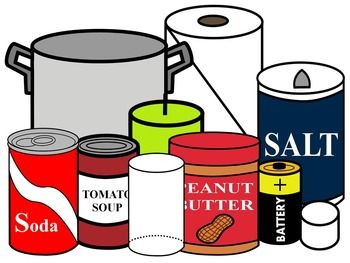 Soda
TOMATO
SOUP
PEANUT
BUTTER
+
BATTERY
SALT